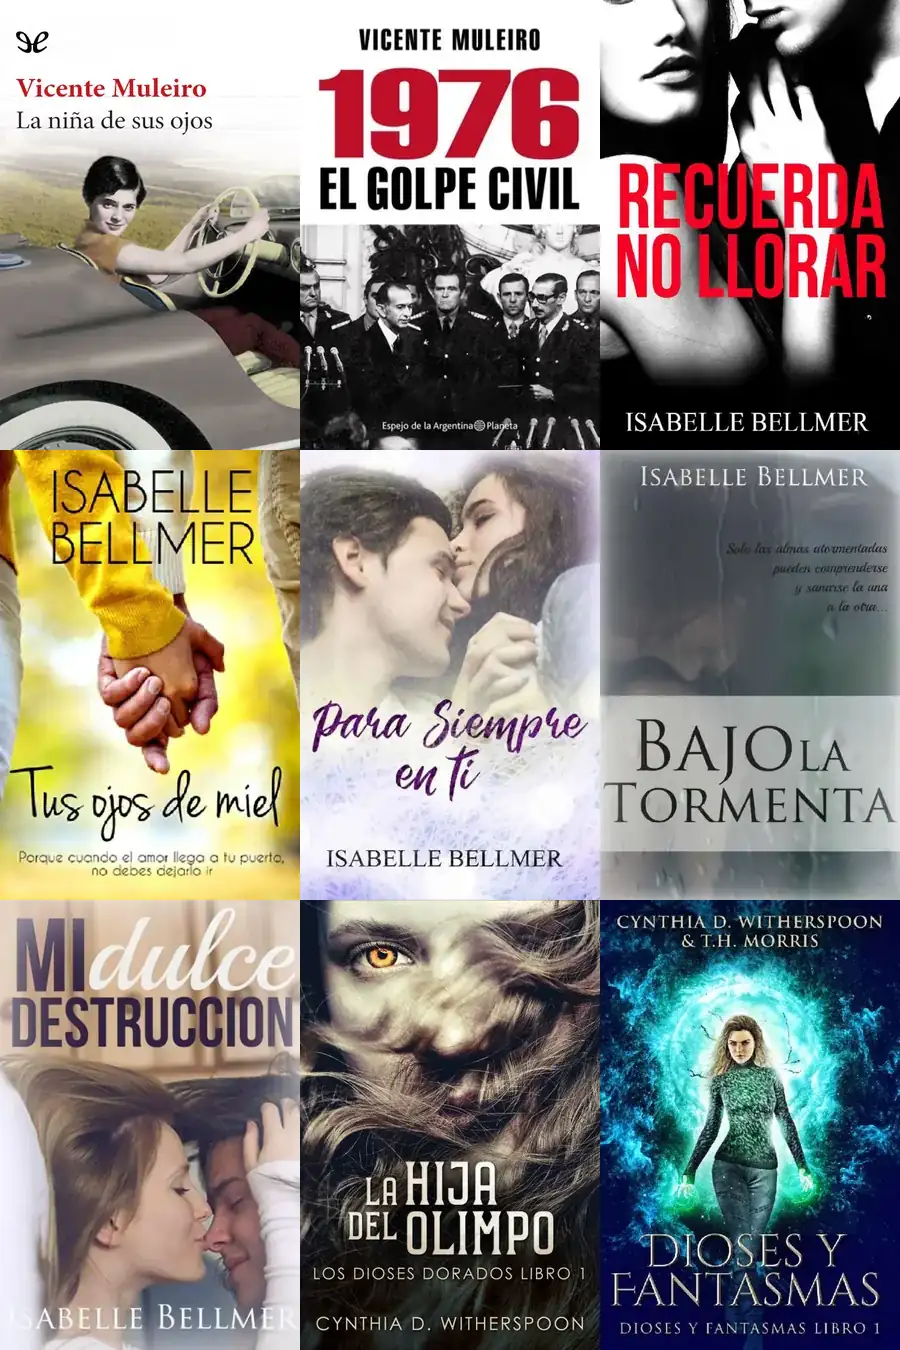 Vicente Muleiro
La niña de sus ojos
VICENTE MULEIRO
1976
EL GOLPE CIVIL
Espejo de la Argentina Planeta
RECUERDA
NO LLORAR
ISABELLE BELLMER
ISABELLE
BELLMER
Tus ojos de miel
Porque cuando el amor llega a tu puerta,
no debes dejarlo ir
Para Siempre
en ti
ISABELLE BELLMER
ISABELLE BELLMER
Solo las almas atormentadas
pueden comprenderse
y sanarse la una
a la otra...
BAJO LA
TORMENTA
MI dulce
DESTRUCCION
ISABELLE BELLMER
LA HIJA
DEL OLIMPO
LOS DIOSES DORADOS LIBRO 1
CYNTHIA D. WITHERSPOON
CYNTHIA D. WITHERSPOON
& T.H. MORRIS
DIOSES Y
FANTASMAS
DIOSES Y FANTASMAS LIBRO 1